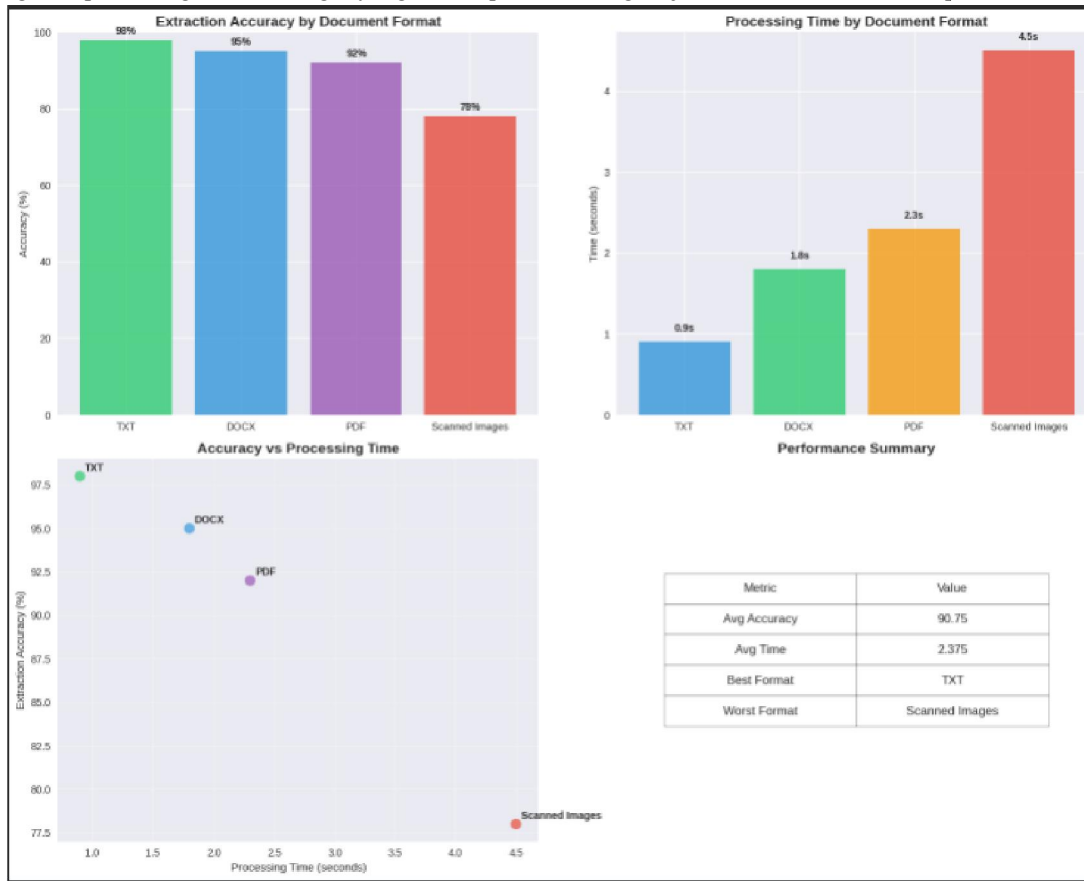 Extraction Accuracy by Document Format
100
98%
95%
92%
78%
80
60
40
20
0
Accuracy (%)
TXT
DOCX
PDF
Scanned Images
Processing Time by Document Format
4.5s
4
3
2.3s
2
1.8s
1
0.9s
0
Time (seconds)
TXT
DOCX
PDF
Scanned Images
Accuracy vs Processing Time
TXT
97.5
DOCX
95.0
PDF
92.5
90.0
87.5
85.0
82.5
80.0
Scanned Images
77.5
Extraction Accuracy (%)
1.0 1.5 2.0 2.5 3.0 3.5 4.0 4.5
Processing Time (seconds)
Performance Summary
Metric Value
Avg Accuracy 90.75
Avg Time 2.375
Best Format TXT
Worst Format Scanned Images